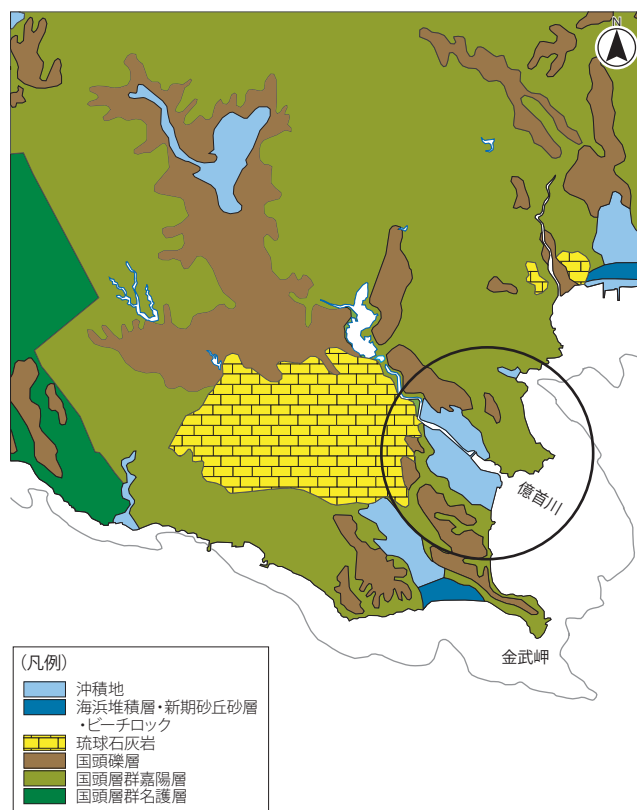 N
億首川
金武岬
(凡例)
沖積地
海浜堆積層・新期砂丘砂層
・ビーチロック
琉球石灰岩
国頭礫層
国頭層群嘉陽層
国頭層群名護層